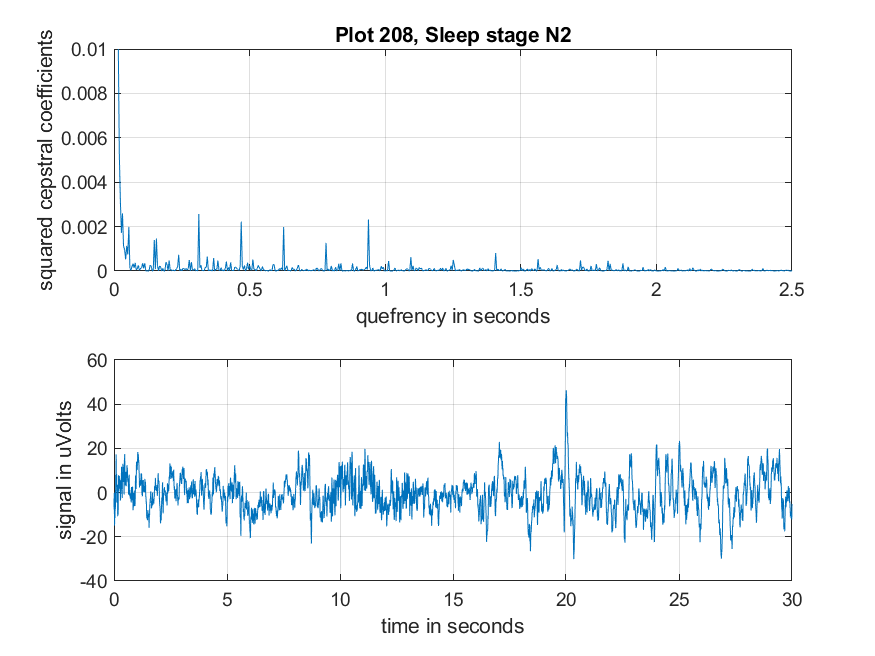 Plot 208, Sleep stage N2
squared cepstral coefficients
0.01
0.008
0.006
0.004
0.002
0
0 0.5 1 1.5 2 2.5
quefrency in seconds
signal in uVolts
60
40
20
0
-20
-40
0 5 10 15 20 25 30
time in seconds